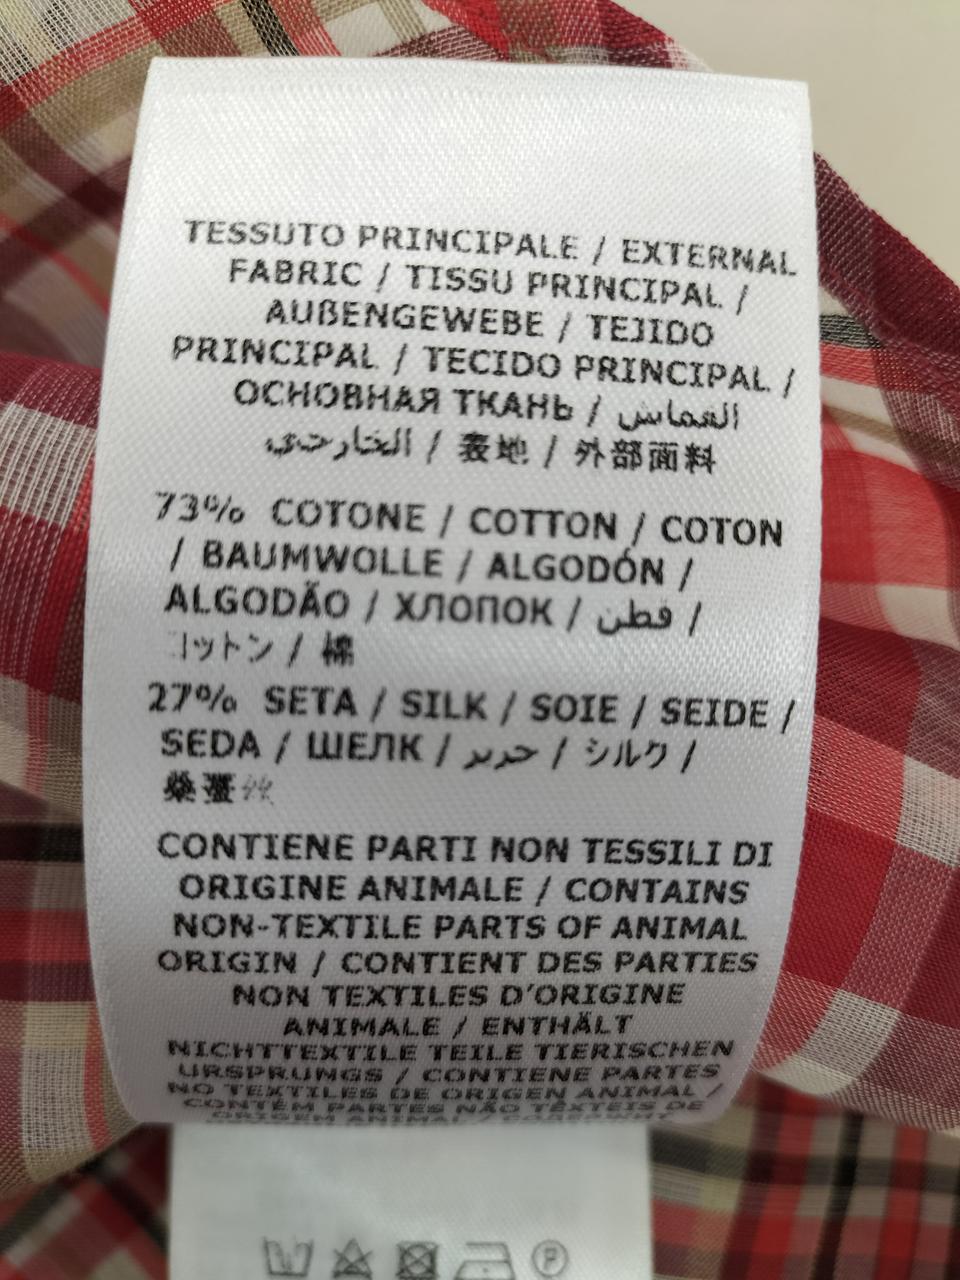 TESSUTO PRINCIPALE / EXTERNAL
FABRIC / TISSU PRINCIPAL /
AUßENGEWEBE / TEJIDO
PRINCIPAL / TECIDO PRINCIPAL /
ОСНОВНАЯ ТКАНЬ / القماش
الخارجي / 表地 / 外部面料
73% COTONE / COTTON / COTON
/ BAUMWOLLE / ALGODÓN /
ALGODÃO / ХЛОПОК / قطن /
コットン / 棉
27% SETA / SILK / SOIE / SEIDE /
SEDA / ШЕЛК / حرير / シルク /
桑蚕丝
CONTIENE PARTI NON TESSILI DI
ORIGINE ANIMALE / CONTAINS
NON-TEXTILE PARTS OF ANIMAL
ORIGIN / CONTIENT DES PARTIES
NON TEXTILES D'ORIGINE
ANIMALE / ENTHÄLT
NICHTTEXTILE TEILE TIERISCHEN
URSPRUNGS / CONTIENE PARTES
NO TEXTILES DE ORIGEN ANIMAL /
CONTÉM PARTES NÃO TÊXTEIS DE
ORIGEM ANIMAL /
P